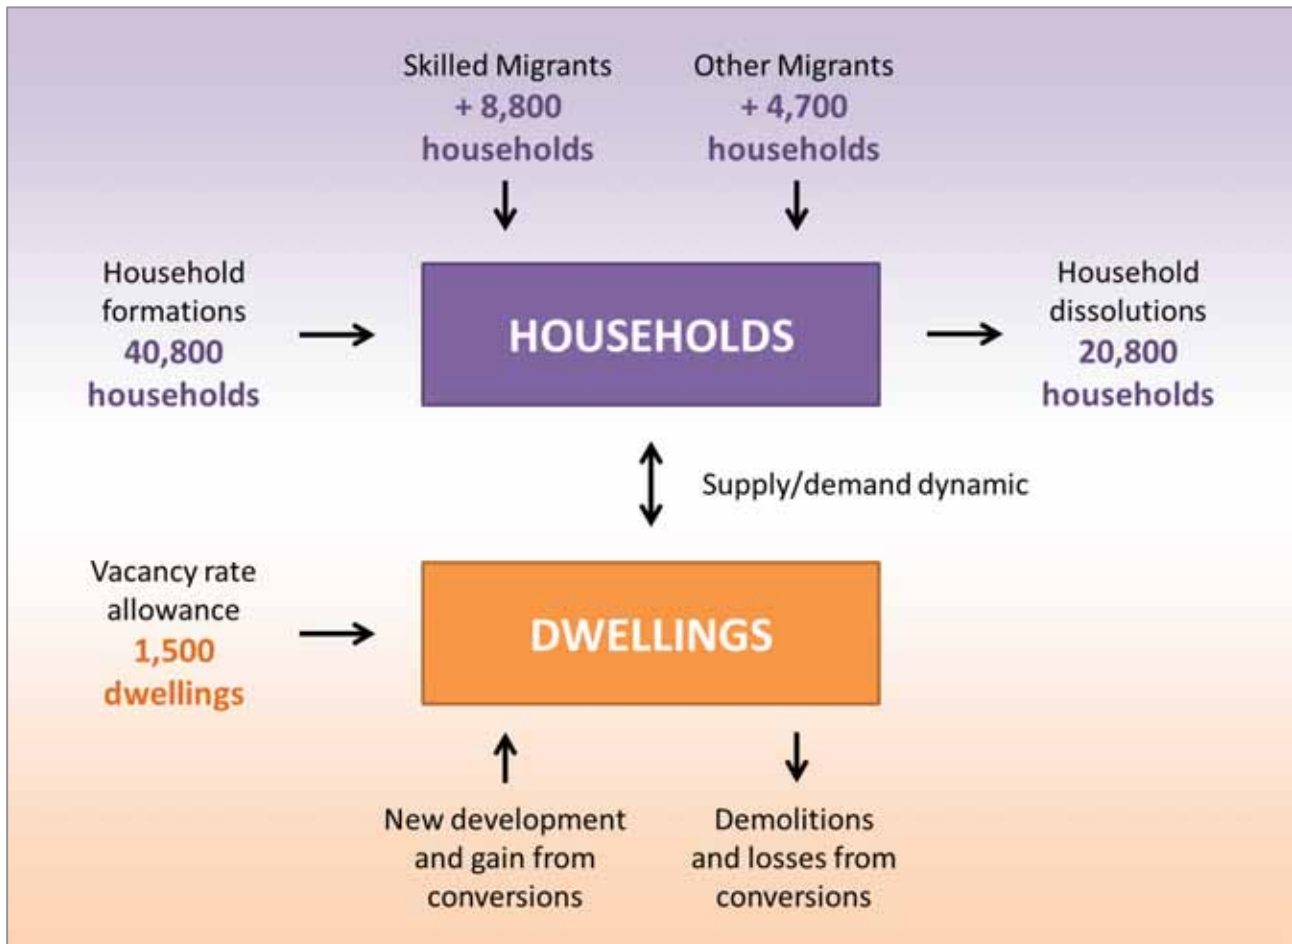 Skilled Migrants
+ 8,800
households
Other Migrants
+ 4,700
households
Household
formations
40,800
households
HOUSEHOLDS
Household
dissolutions
20,800
households
Supply/demand dynamic
Vacancy rate
allowance
1,500
dwellings
DWELLINGS
New development
and gain from
conversions
Demolitions
and losses from
conversions